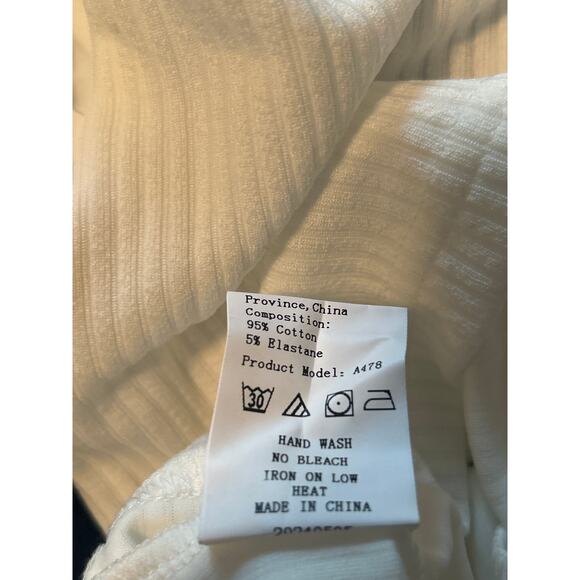 Province, China
Composition:
95% Cotton
5% Elastane
Product Model: A478
30
HAND WASH
NO BLEACH
IRON ON LOW
HEAT
MADE IN CHINA